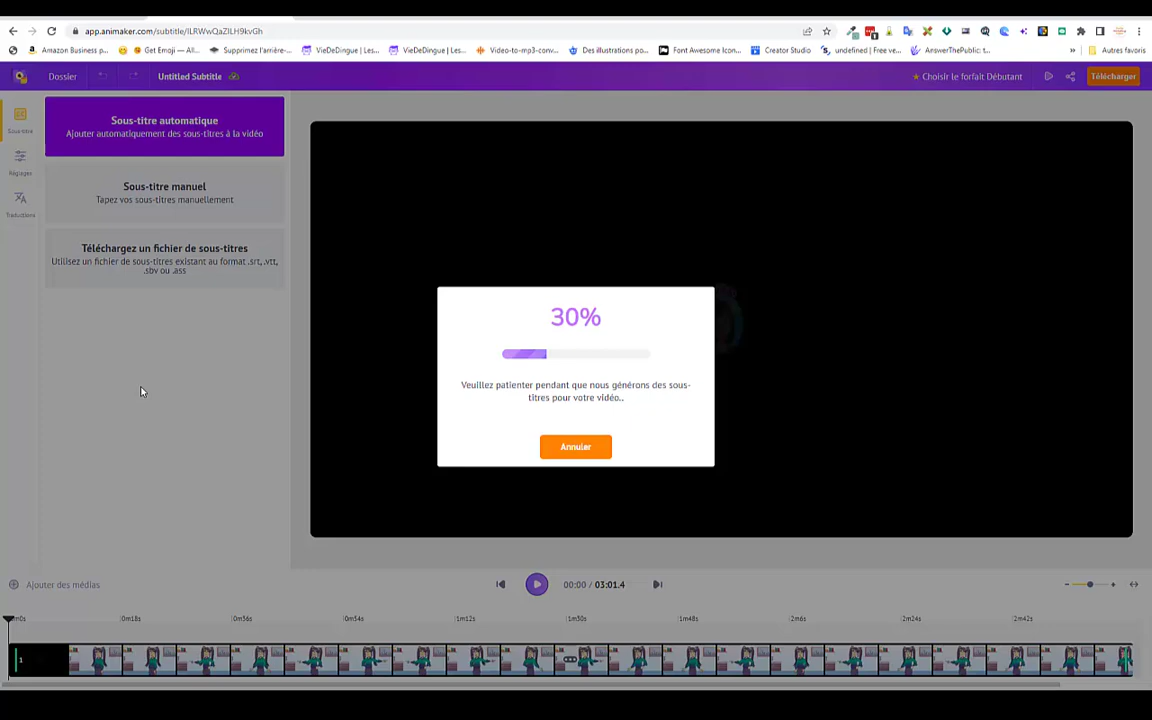 app.animaker.com/subtitle/ILRWwQaZlLH9kvGh
Amazon Business p... Get Emoji — All... Supprimez l'arrière-... VieDeDingue | Les... VieDeDingue | Les... Video-to-mp3-conv... Des illustrations po... Font Awesome Icon... Creator Studio undefined | Free ve... AnswerThePublic: t... » Autres favoris
Dossier Untitled Subtitle Choisir le forfait Débutant Télécharger
Sous-titre
Réglages
Traductions
Sous-titre automatique
Ajouter automatiquement des sous-titres à la vidéo
Sous-titre manuel
Tapez vos sous-titres manuellement
Téléchargez un fichier de sous-titres
Utilisez un fichier de sous-titres existant au format .srt,.vtt,
.sbv ou .ass
30%
Veuillez patienter pendant que nous générons des sous-
titres pour votre vidéo..
Annuler
Ajouter des médias 00:00 / 03:01.4
0m18s 0m36s 0m54s 1m12s 1m30s 1m48s 2m6s 2m24s 2m42s
1